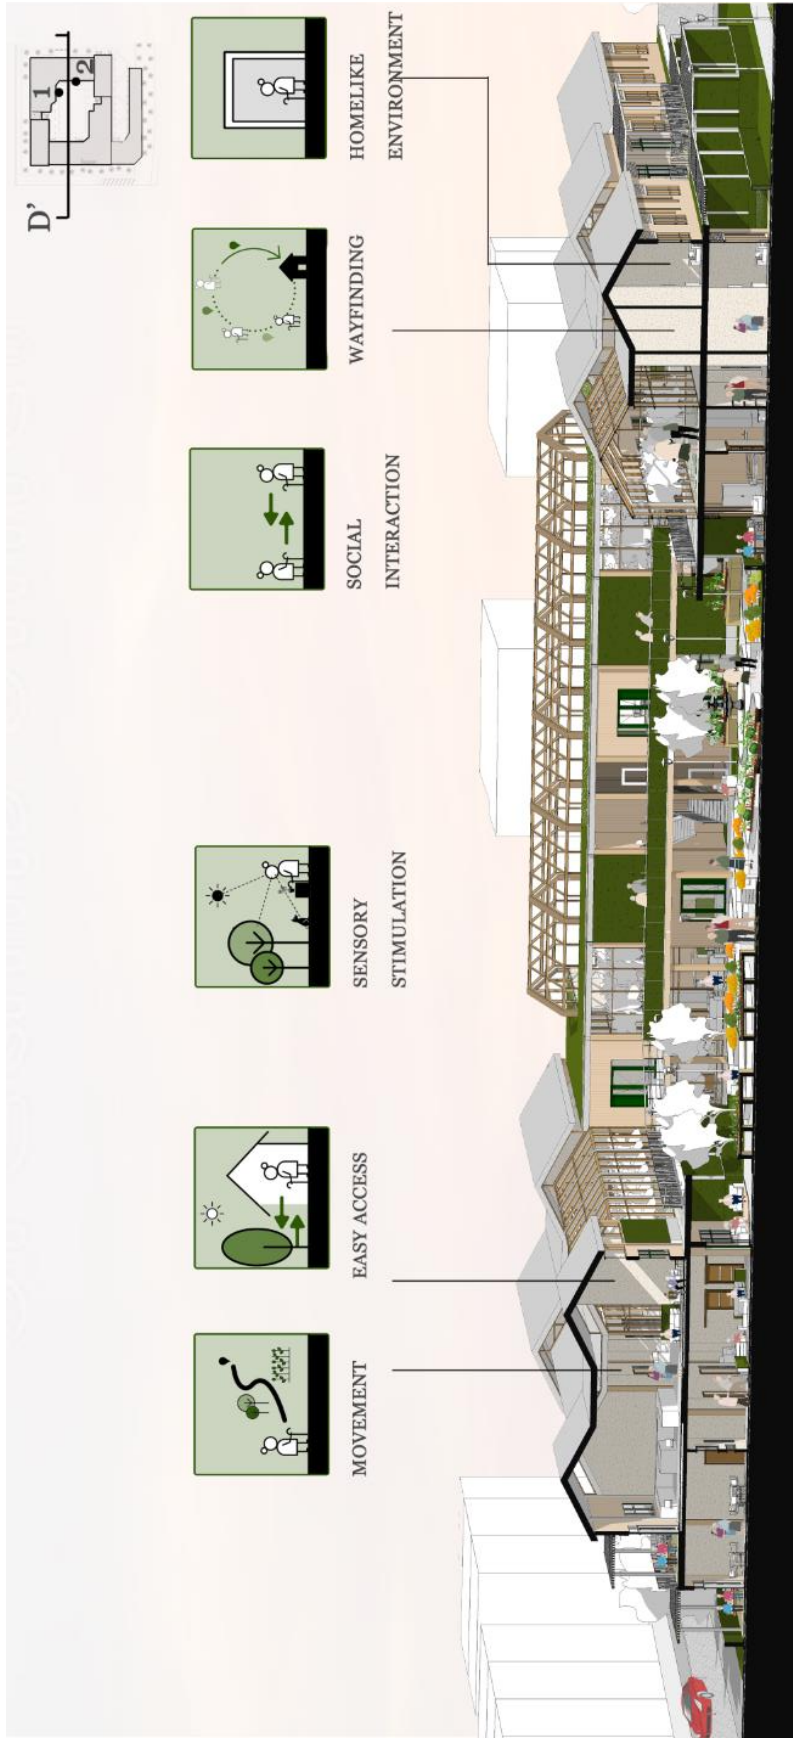 MOVEMENT
EASY ACCESS
SENSORY
STIMULATION
SOCIAL
INTERACTION
WAYFINDING
HOMELIKE
ENVIRONMENT
D'
1
2